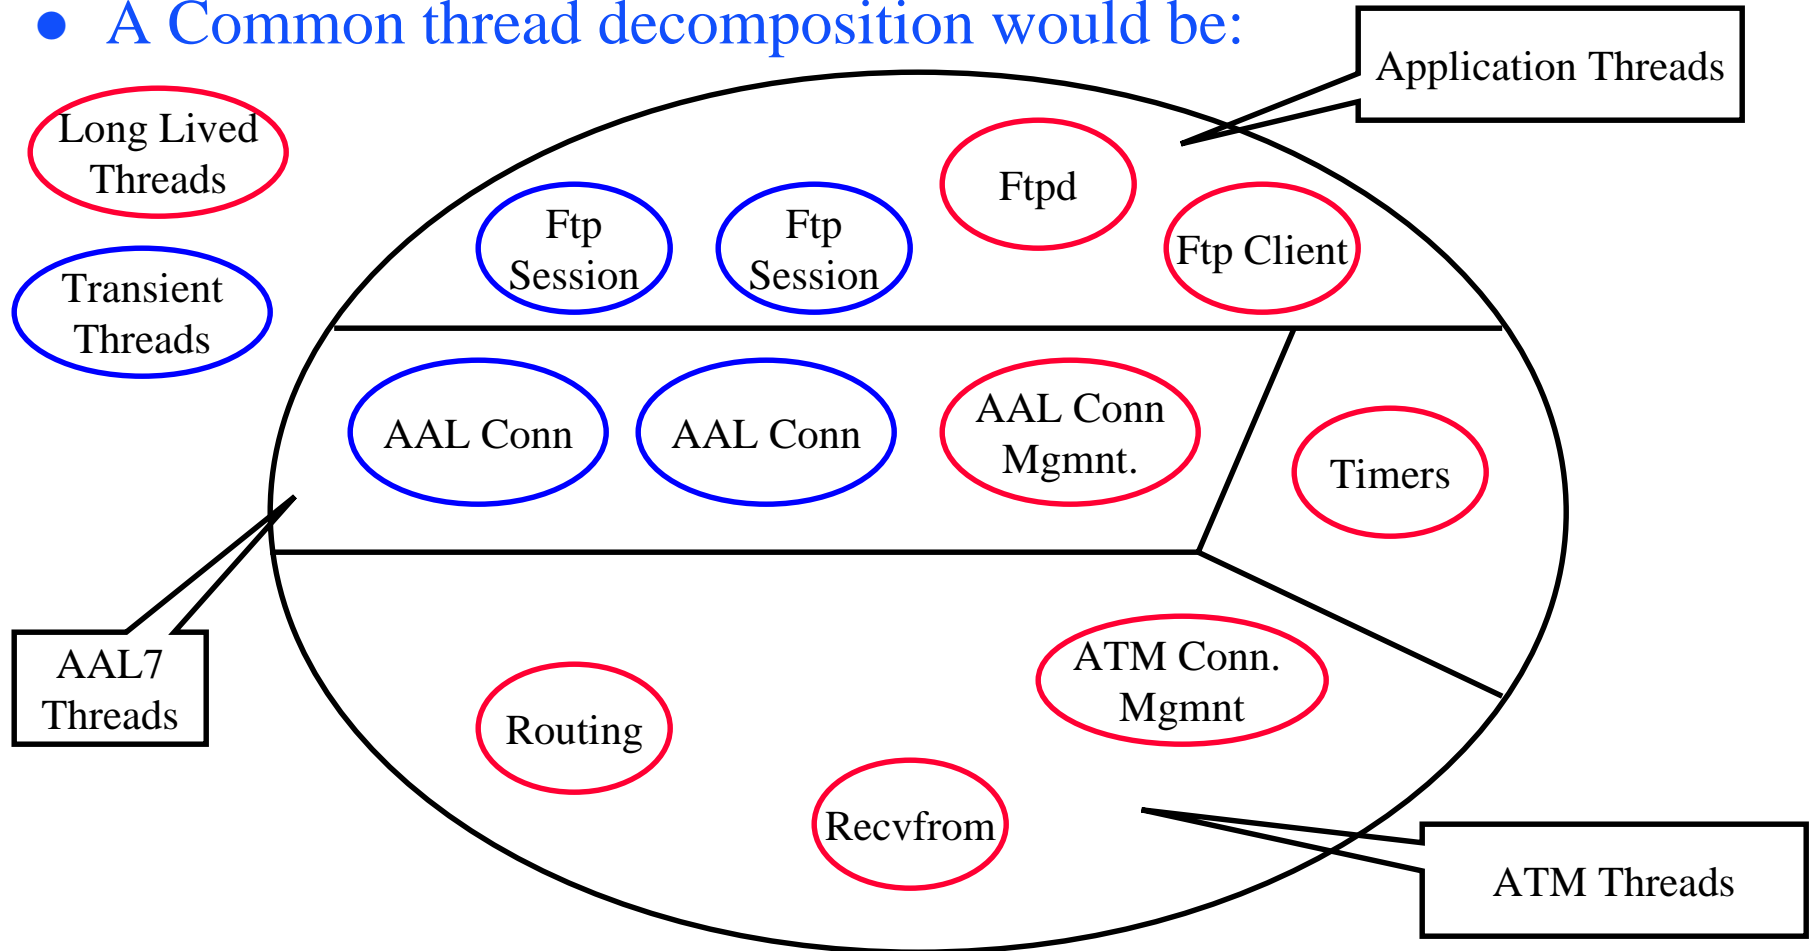 ● A Common thread decomposition would be:
Application Threads
Long Lived
Threads
Transient
Threads
Ftp
Session
Ftp
Session
Ftpd
Ftp Client
AAL Conn
AAL Conn
AAL Conn
Mgmnt.
Timers
AAL7
Threads
Routing
Recvfrom
ATM Conn.
Mgmnt
ATM Threads